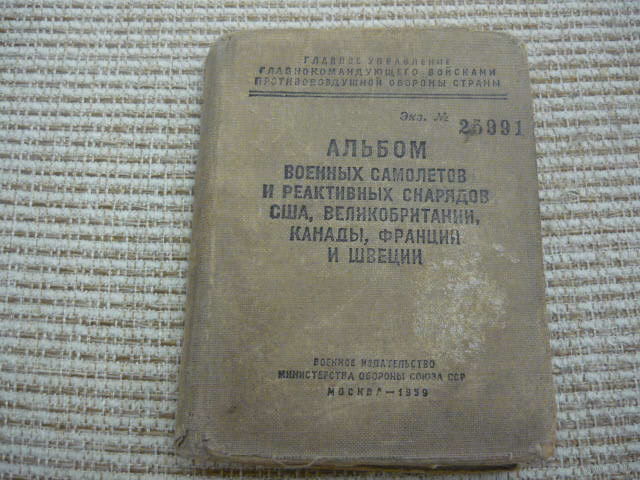 ГЛАВНОЕ УПРАВЛЕНИЕ
ГЛАВНОКОМАНДУЮЩЕГО ВОЙСКАМИ
ПРОТИВОВОЗДУШНОЙ ОБОРОНЫ СТРАНЫ
Экз. № 25991
АЛЬБОМ
ВОЕННЫХ САМОЛЕТОВ
И РЕАКТИВНЫХ СНАРЯДОВ
США, ВЕЛИКОБРИТАНИИ,
КАНАДЫ, ФРАНЦИИ
И ШВЕЦИИ
ВОЕННОЕ ИЗДАТЕЛЬСТВО
МИНИСТЕРСТВА ОБОРОНЫ СОЮЗА ССР
МОСКВА — 1959